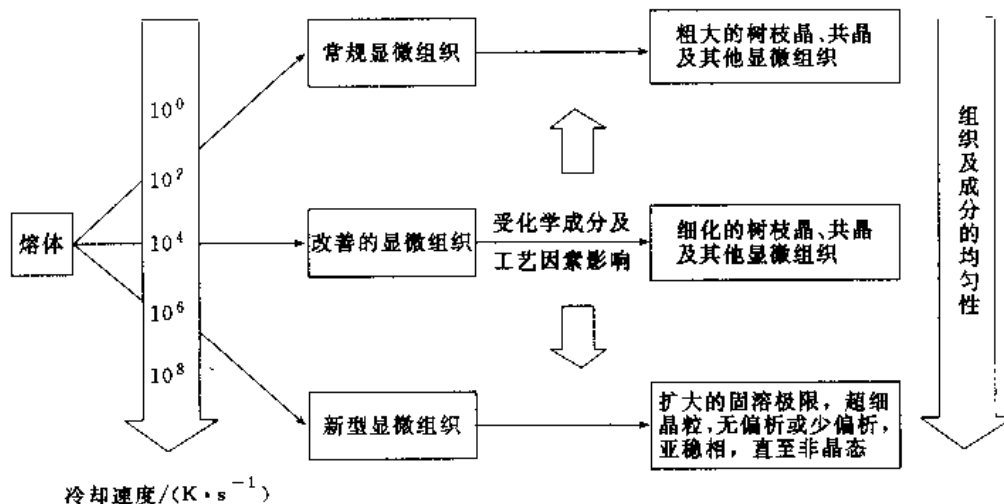 常规显微组织
粗大的树枝晶、共晶
及其他显微组织
10⁰
10²
10⁴
10⁶
10⁸
熔体
改善的显微组织
受化学成分及
工艺因素影响
细化的树枝晶、共晶
及其他显微组织
组织及成分的均匀性
新型显微组织
扩大的固溶极限，超细
晶粒，无偏析或少偏析，
亚稳相，直至非晶态
冷却速度/(K·s⁻¹)